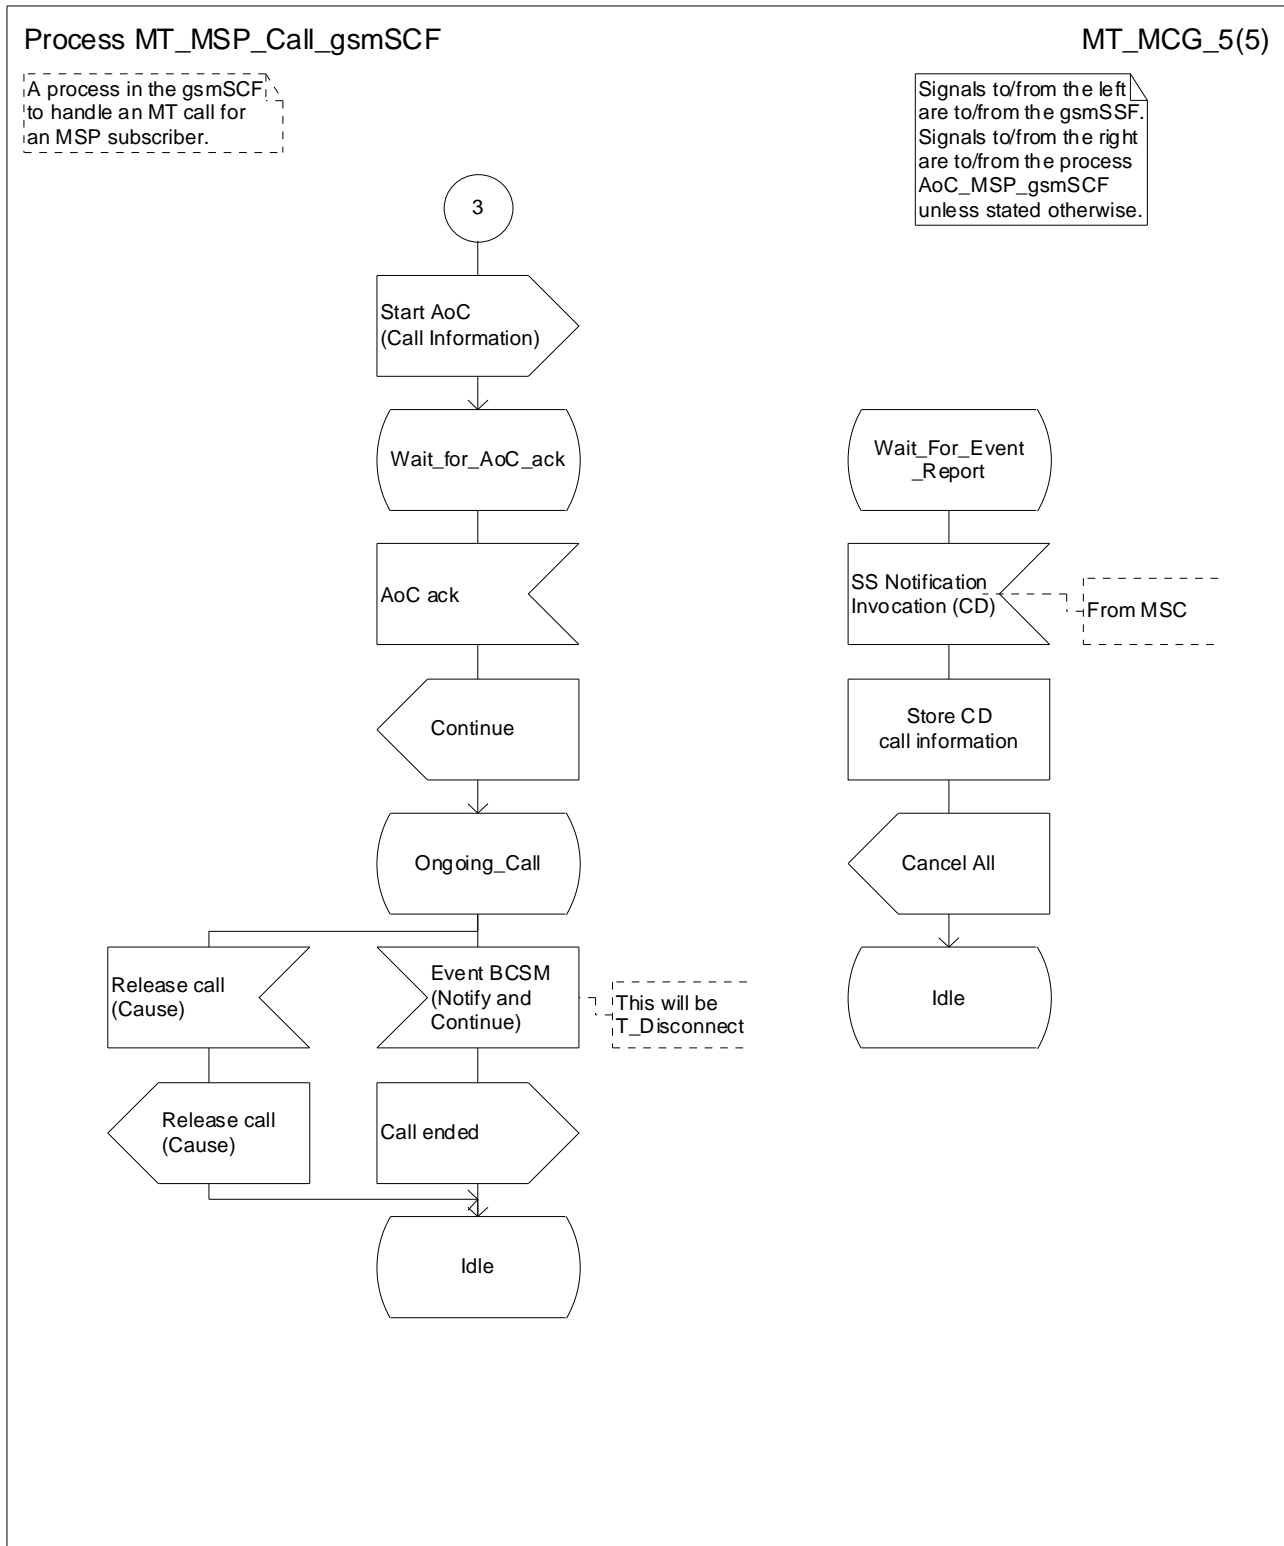 Process MT_MSP_Call_gsmSCF
MT_MCG_5(5)
A process in the gsmSCF
to handle an MT call for
an MSP subscriber.
Signals to/from the left
are to/from the gsmSSF.
Signals to/from the right
are to/from the process
AoC_MSP_gsmSCF
unless stated otherwise.
3
Start AoC
(Call Information)
Wait_for_AoC_ack
AoC ack
Continue
Ongoing_Call
Release call
(Cause)
Event BCSM
(Notify and
Continue)
This will be
T_Disconnect
Release call
(Cause)
Call ended
Idle
Wait_For_Event
_Report
SS Notification
Invocation (CD)
From MSC
Store CD
call information
Cancel All
Idle